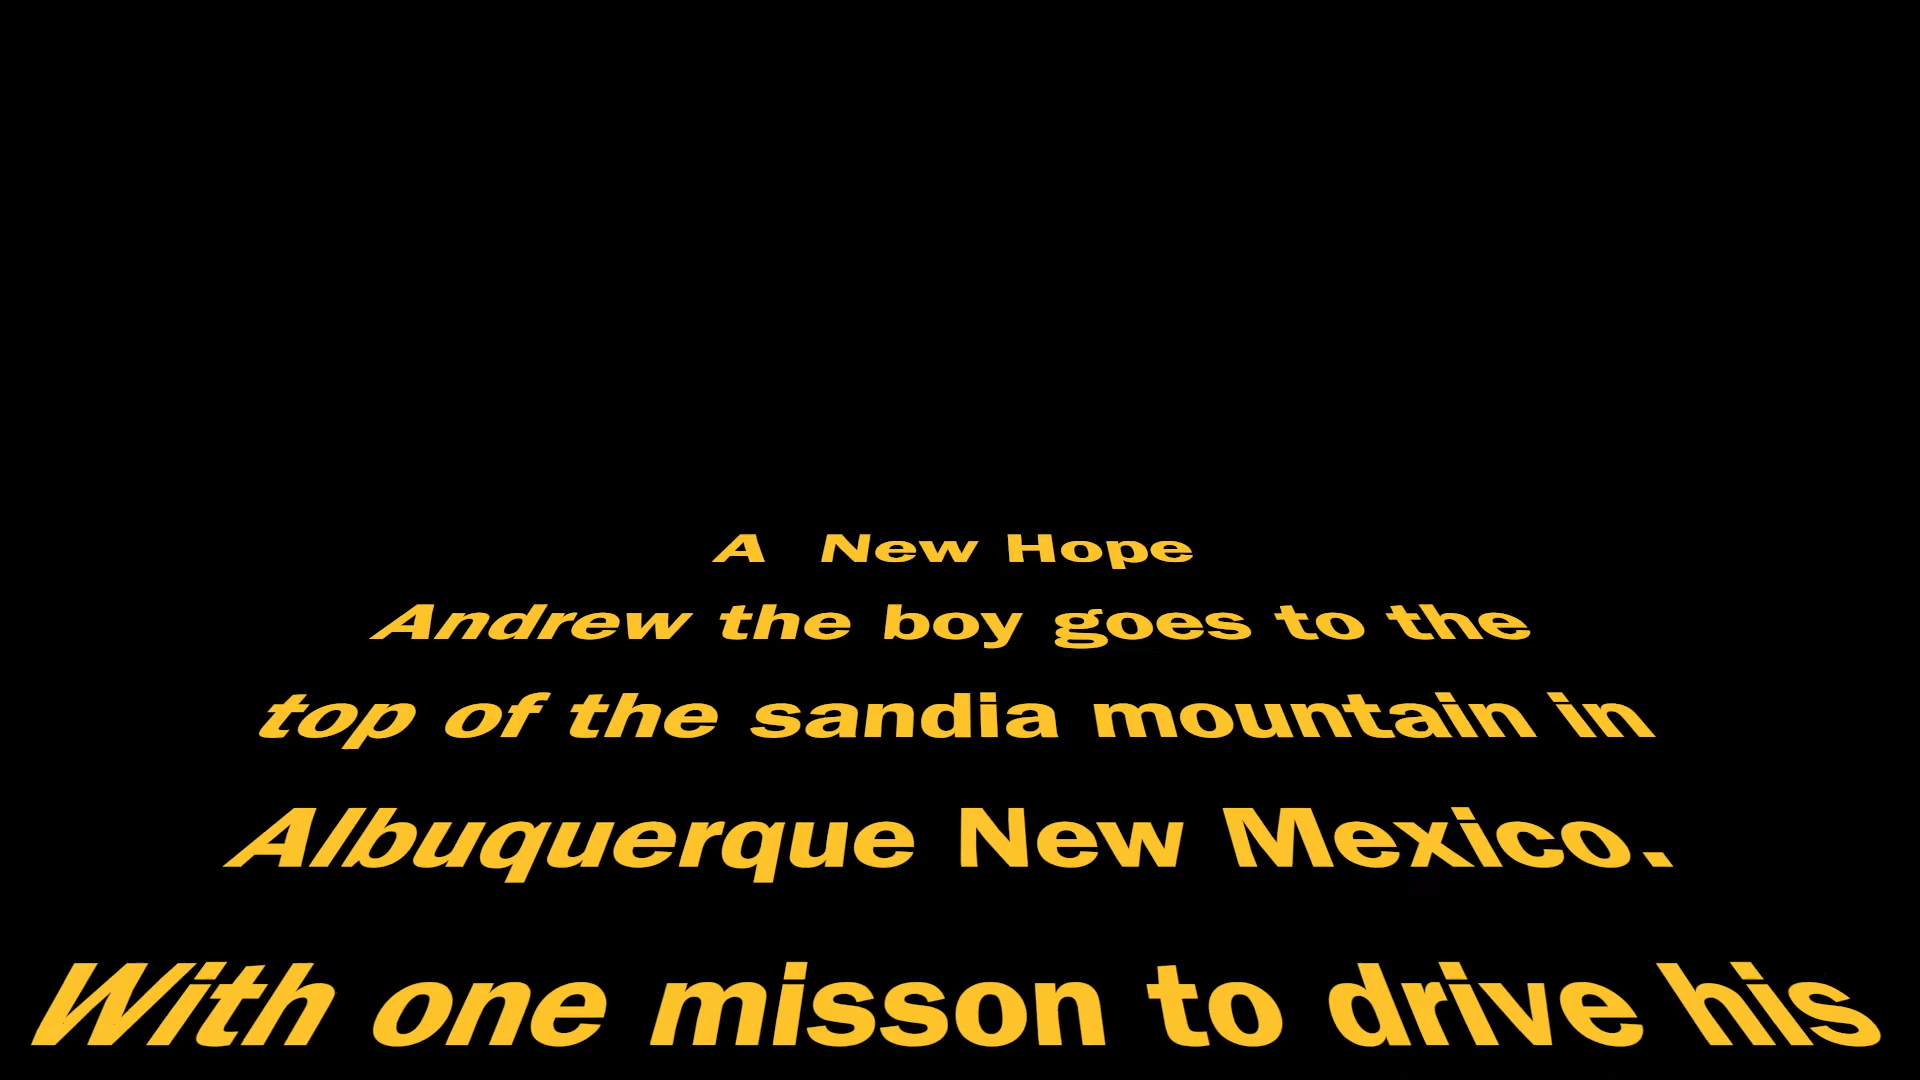 A  New Hope
Andrew the boy goes to the
top of the sandia mountain in
Albuquerque New Mexico.
With one misson to drive his